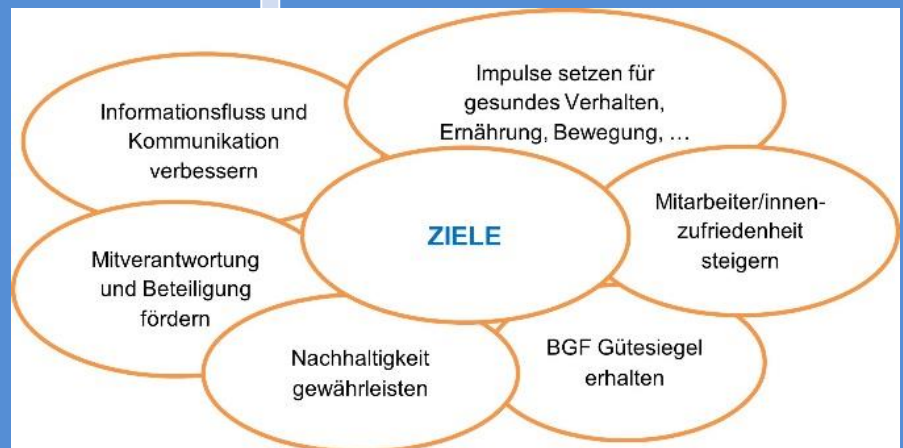 Impulse setzen für
gesundes Verhalten,
Ernährung, Bewegung, ...
Informationsfluss und
Kommunikation
verbessern
Mitarbeiter/innen-
zufriedenheit
steigern
ZIELE
Mitverantwortung
und Beteiligung
fördern
BGF Gütesiegel
erhalten
Nachhaltigkeit
gewährleisten